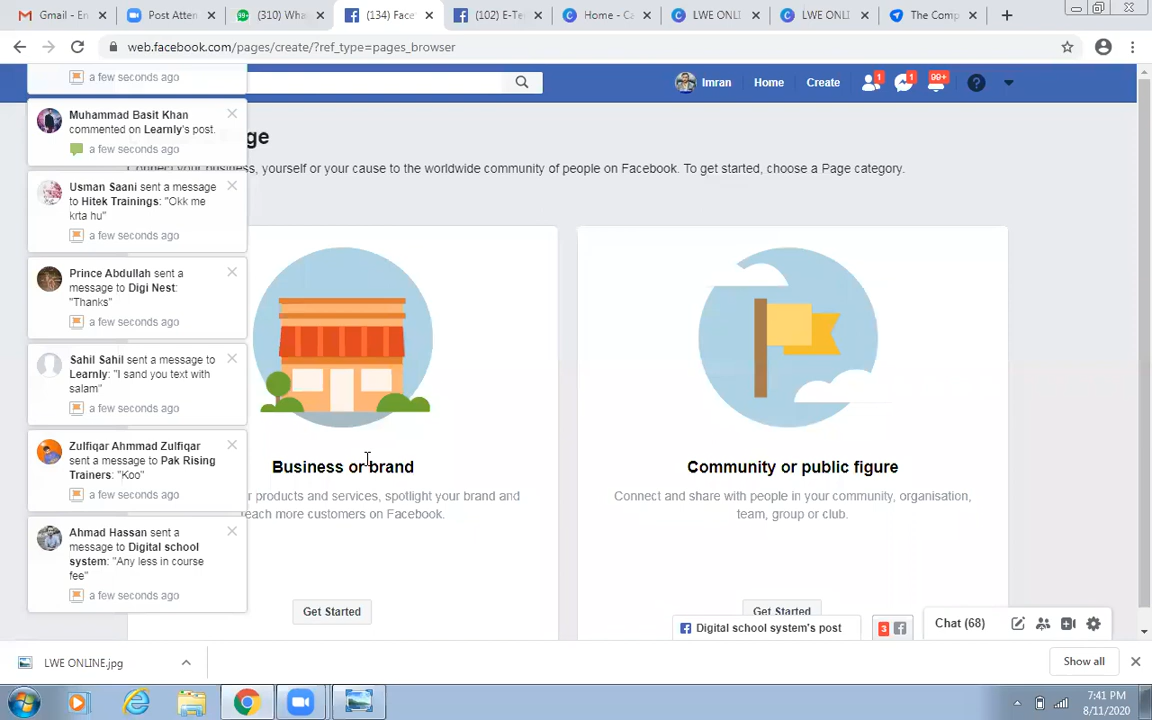 Gmail - E
Post Atten
(310) Wha
(134) Face
(102) E-Te
Home - Ca
LWE ONLI
LWE ONLI
The Comp
web.facebook.com/pages/create/?ref_type=pages_browser
a few seconds ago
Imran
Home
Create
1
1
99+
Muhammad Basit Khan
commented on Learnly's post.
a few seconds ago
Connect your business, yourself or your cause to the worldwide community of people on Facebook. To get started, choose a Page category.
Usman Saani sent a message
to Hitek Trainings: "Okk me
krta hu"
a few seconds ago
Prince Abdullah sent a
message to Digi Nest:
"Thanks"
a few seconds ago
Sahil Sahil sent a message to
Learnly: "I sand you text with
salam"
a few seconds ago
Zulfiqar Ahmmad Zulfiqar
sent a message to Pak Rising
Trainers: "Koo"
a few seconds ago
Ahmad Hassan sent a
message to Digital school
system: "Any less in course
fee"
a few seconds ago
Business or brand
products and services, spotlight your brand and
reach more customers on Facebook.
Get Started
Community or public figure
Connect and share with people in your community, organisation,
team, group or club.
Get Started
Digital school system's post
3
Chat (68)
LWE ONLINE.jpg
Show all
7:41 PM
8/11/2020